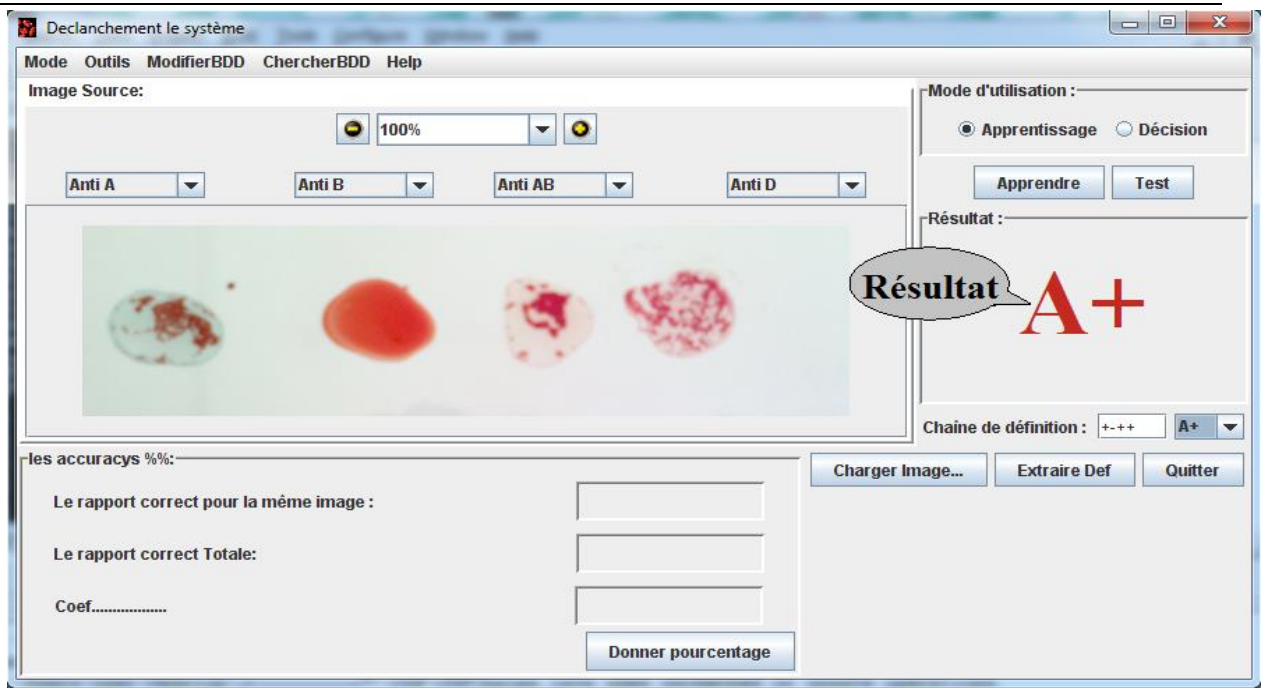 Declanchement le système
Mode Outils ModifierBDD ChercherBDD Help
Image Source:
100%
Anti A Anti B Anti AB Anti D
Mode d'utilisation :
Apprentissage Décision
Apprendre Test
Résultat :
Résultat
A+
Chaîne de définition : +-++ A+
Charger Image... Extraire Def Quitter
les accuracys %%:
Le rapport correct pour la même image :
Le rapport correct Totale:
Coef..................
Donner pourcentage